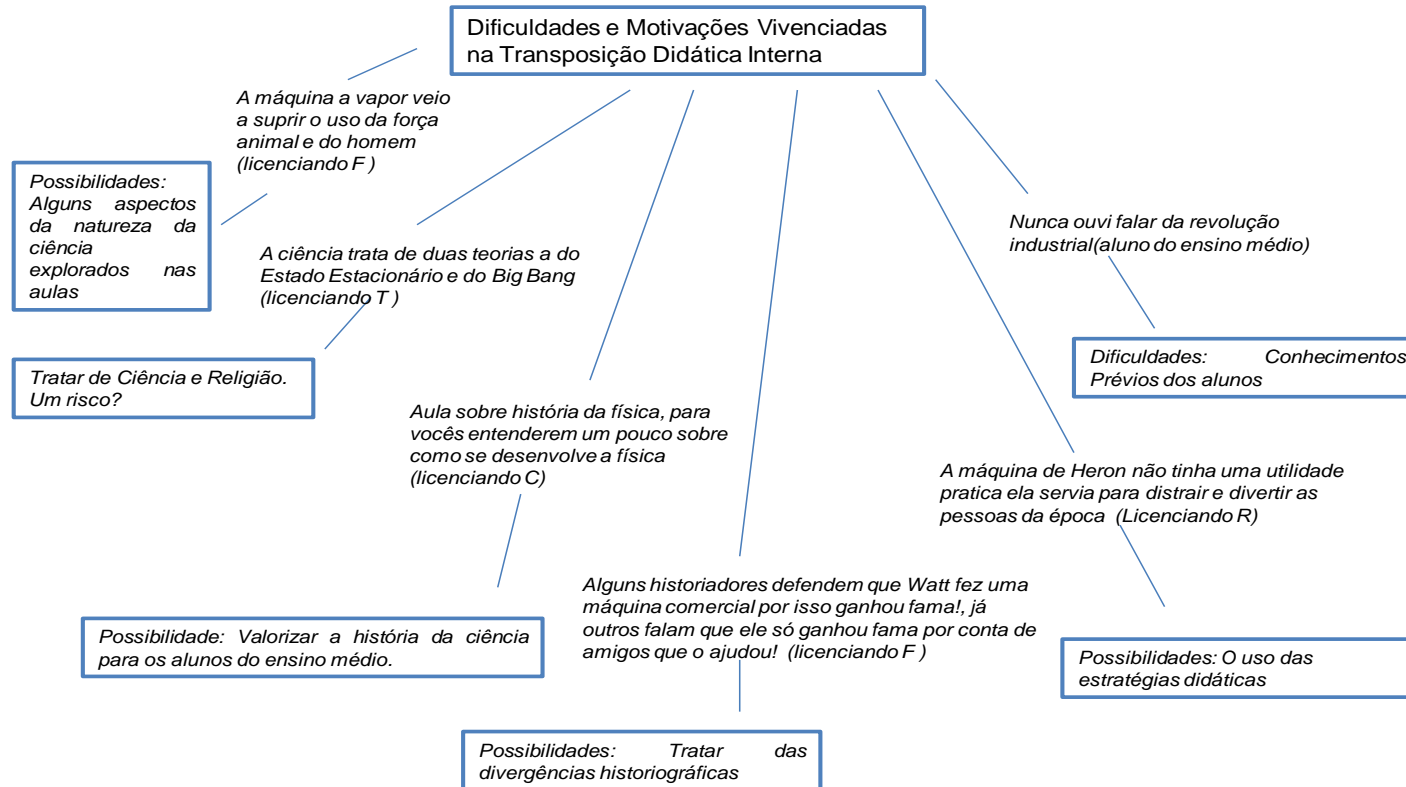 Dificuldades e Motivações Vivenciadas
na Transposição Didática Interna
A máquina a vapor veio
a suprir o uso da força
animal e do homem
(licenciando F )
Possibilidades:
Alguns aspectos
da natureza da
ciência
explorados nas
aulas
A ciência trata de duas teorias a do
Estado Estacionário e do Big Bang
(licenciando T )
Tratar de Ciência e Religião.
Um risco?
Aula sobre história da física, para
vocês entenderem um pouco sobre
como se desenvolve a física
(licenciando C)
Possibilidade: Valorizar a história da ciência
para os alunos do ensino médio.
Alguns historiadores defendem que Watt fez uma
máquina comercial por isso ganhou fama!, já
outros falam que ele só ganhou fama por conta de
amigos que o ajudou! (licenciando F )
Possibilidades: Tratar das
divergências historiográficas
Nunca ouvi falar da revolução
industrial(aluno do ensino médio)
Dificuldades: Conhecimentos
Prévios dos alunos
A máquina de Heron não tinha uma utilidade
pratica ela servia para distrair e divertir as
pessoas da época (Licenciando R)
Possibilidades: O uso das
estratégias didáticas